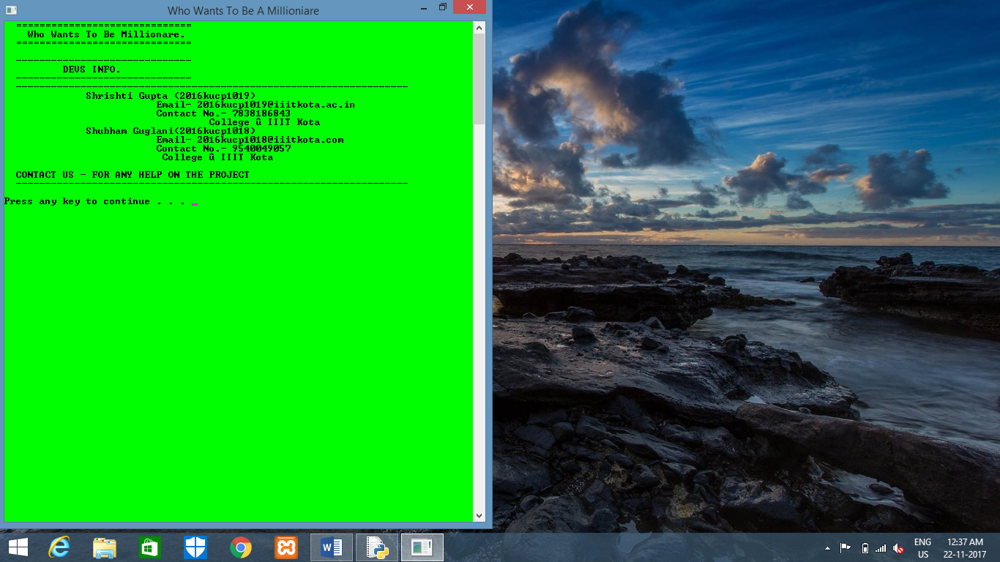 Who Wants To Be A Millioniare
==============================
Who Wants To Be Millionare.
==============================
------------------------------
DEVS INFO.
------------------------------
-------------------------------------------------------------------
Shrishti Gupta (2016kucp1019)
Email- 2016kucp1019@iiitkota.ac.in
Contact No.- 7838186843
College û IIIT Kota
Shubham Guglani(2016kucp1018)
Email- 2016kucp1018@iiitkota.com
Contact No.- 9540049057
College û IIIT Kota
CONTACT US - FOR ANY HELP ON THE PROJECT
-------------------------------------------------------------------
Press any key to continue . . . _
ENG
US
12:37 AM
22-11-2017